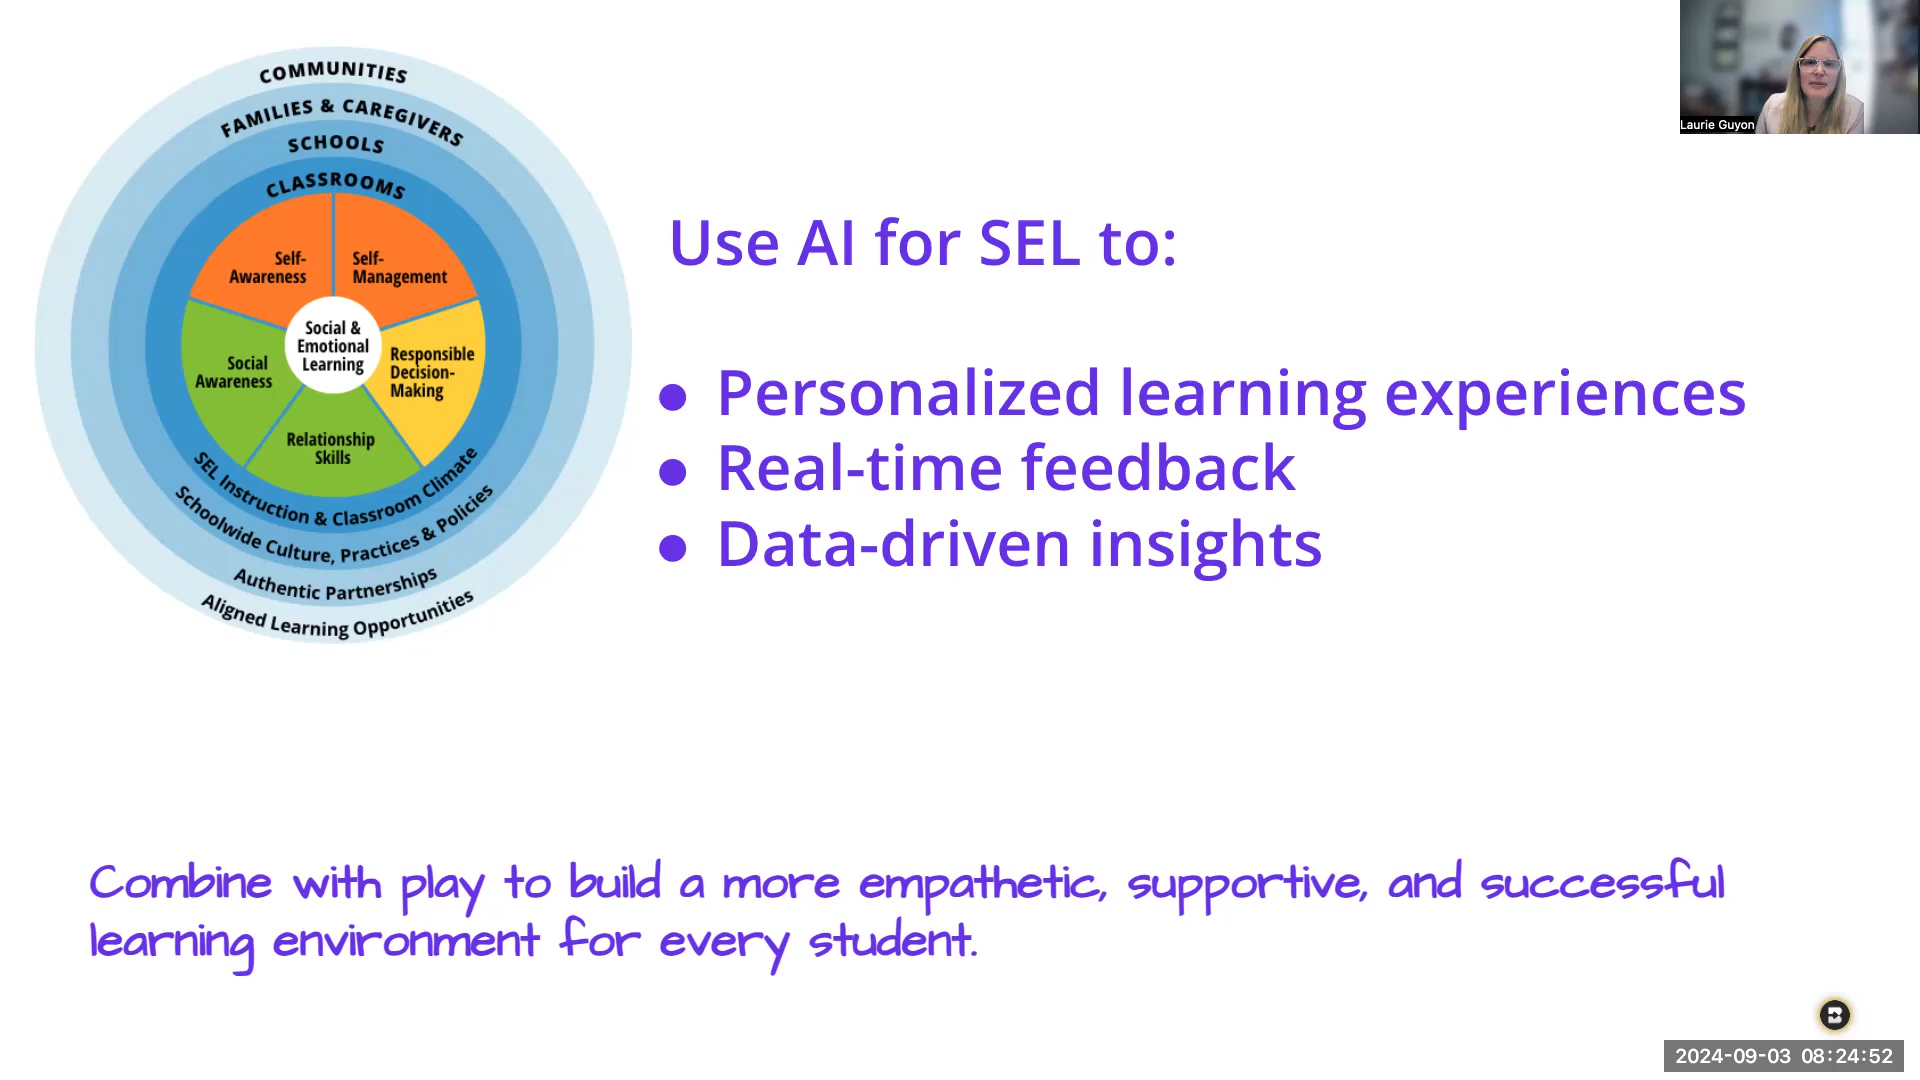 COMMUNITIES
FAMILIES & CAREGIVERS
SCHOOLS
CLASSROOMS
Self-
Awareness
Self-
Management
Social &
Emotional
Learning
Social
Awareness
Responsible
Decision-
Making
Relationship
Skills
SEL Instruction & Classroom Climate
Schoolwide Culture, Practices & Policies
Authentic Partnerships
Aligned Learning Opportunities
Laurie Guyon
Use AI for SEL to:
● Personalized learning experiences
● Real-time feedback
● Data-driven insights
Combine with play to build a more empathetic, supportive, and successful
learning environment for every student.
B
2024-09-03 08:24:52